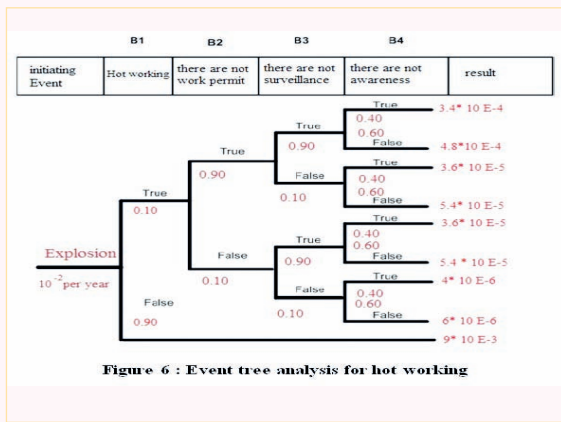 B1 B2 B3 B4
initiating Event Hot working there are not work permit there are not surveillance there are not awareness result
True 3.4* 10 E-4
True 0.40
0.90 0.60
False 4.8*10 E-4
True
0.90 True 3.6* 10 E-5
False 0.40
0.10 0.60
False 5.4* 10 E-5
True
0.10 True 3.6* 10 E-5
True 0.40
0.90 0.60
False 5.4 * 10 E-5
False
0.10 True 4* 10 E-6
False 0.40
0.10 0.60
False 6* 10 E-6
Explosion
10 -2 per year
False
0.90 9* 10 E-3
Figure 6 : Event tree analysis for hot working